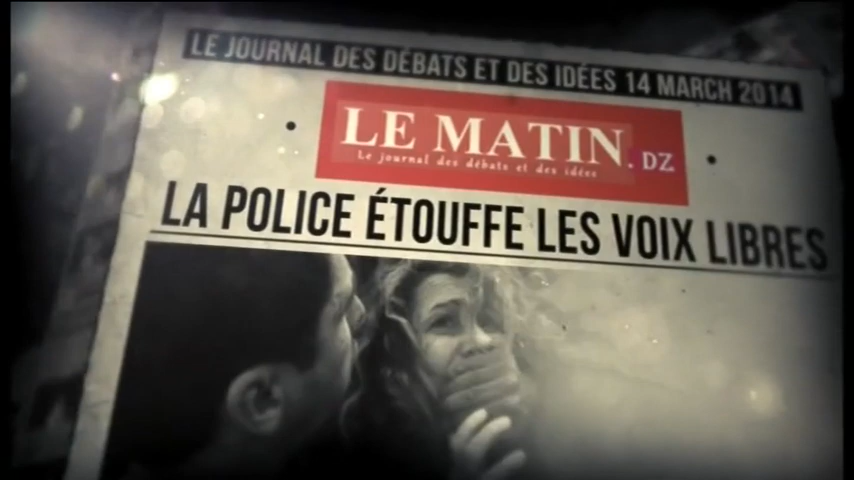 LE JOURNAL DES DÉBATS ET DES IDÉES 14 MARCH 2014
LE MATIN.DZ
Le journal des débats et des idées
LA POLICE ÉTOUFFE LES VOIX LIBRES